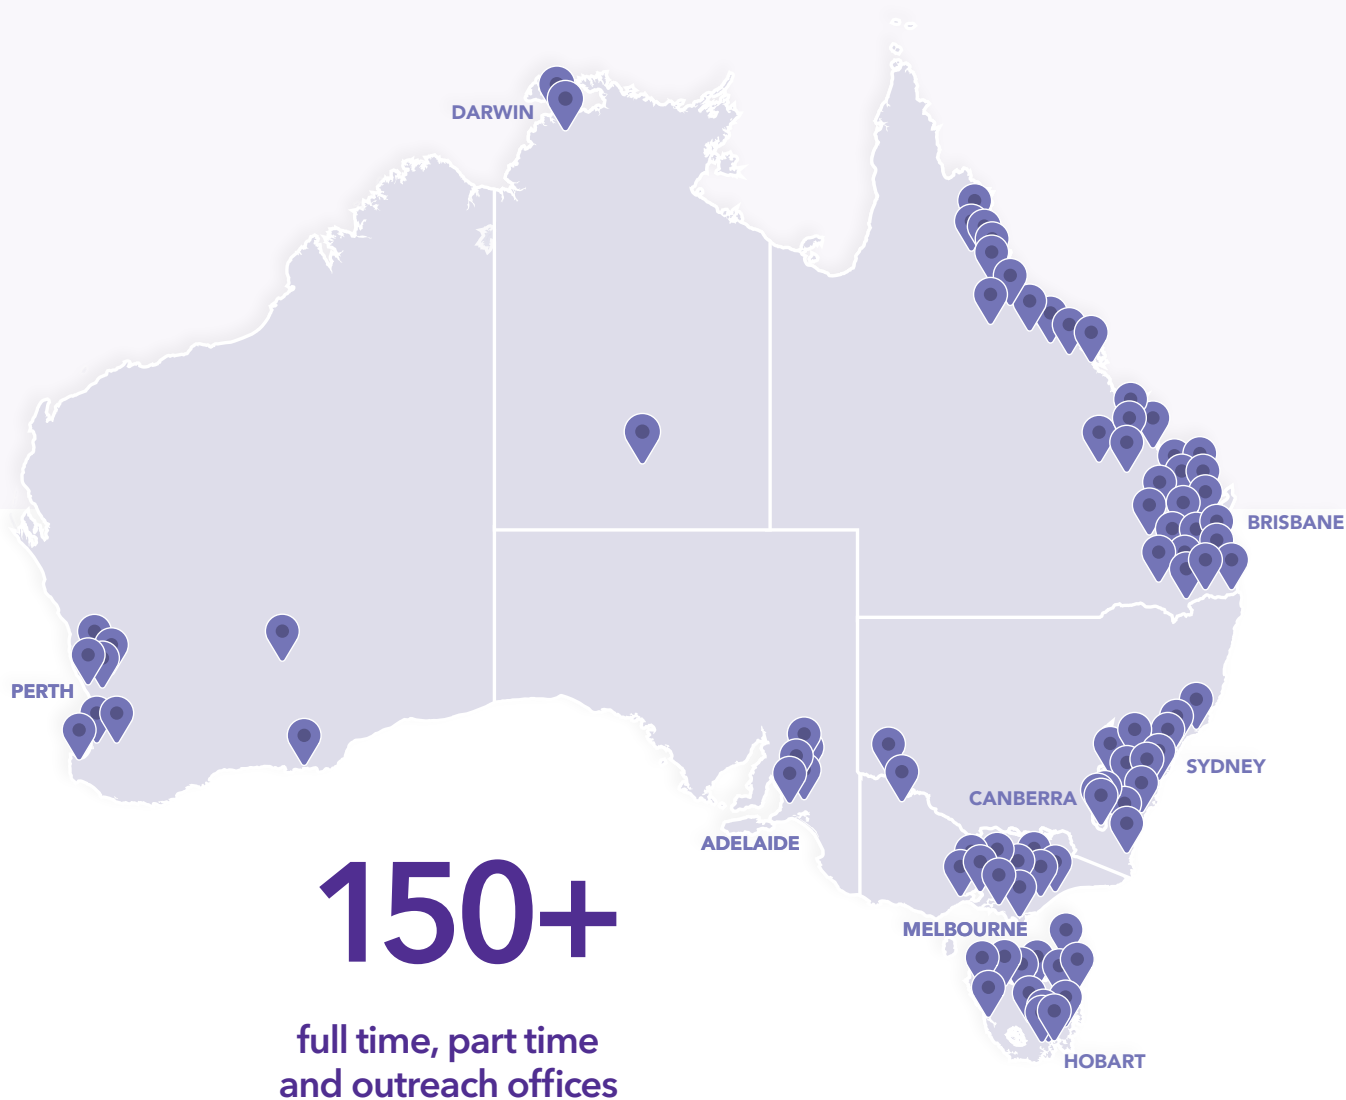 DARWIN
BRISBANE
PERTH
SYDNEY
CANBERRA
ADELAIDE
MELBOURNE
HOBART
150+
full time, part time
and outreach offices